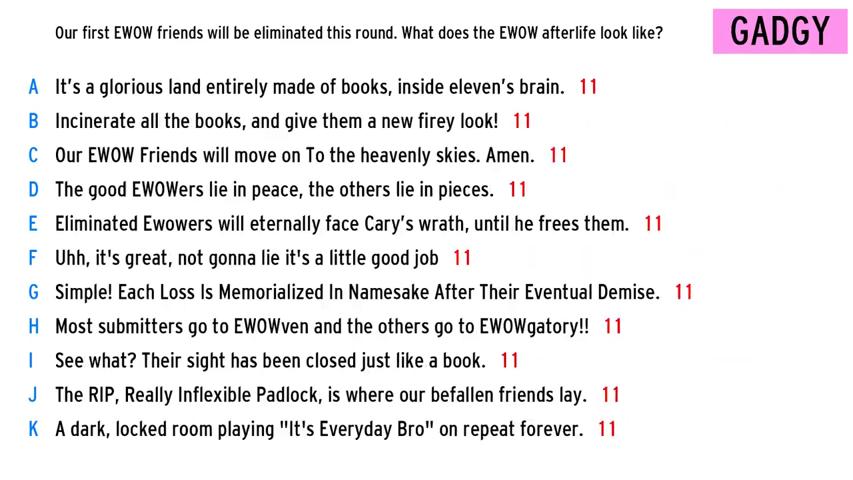 Our first EWOW friends will be eliminated this round. What does the EWOW afterlife look like?
GADGY
A It's a glorious land entirely made of books, inside eleven's brain. 11
B Incinerate all the books, and give them a new firey look! 11
C Our EWOW Friends will move on To the heavenly skies. Amen. 11
D The good EWOWers lie in peace, the others lie in pieces. 11
E Eliminated Ewowers will eternally face Cary's wrath, until he frees them. 11
F Uhh, it's great, not gonna lie it's a little good job 11
G Simple! Each Loss Is Memorialized In Namesake After Their Eventual Demise. 11
H Most submitters go to EWOWven and the others go to EWOWgatory!! 11
I See what? Their sight has been closed just like a book. 11
J The RIP, Really Inflexible Padlock, is where our befallen friends lay. 11
K A dark, locked room playing "It's Everyday Bro" on repeat forever. 11